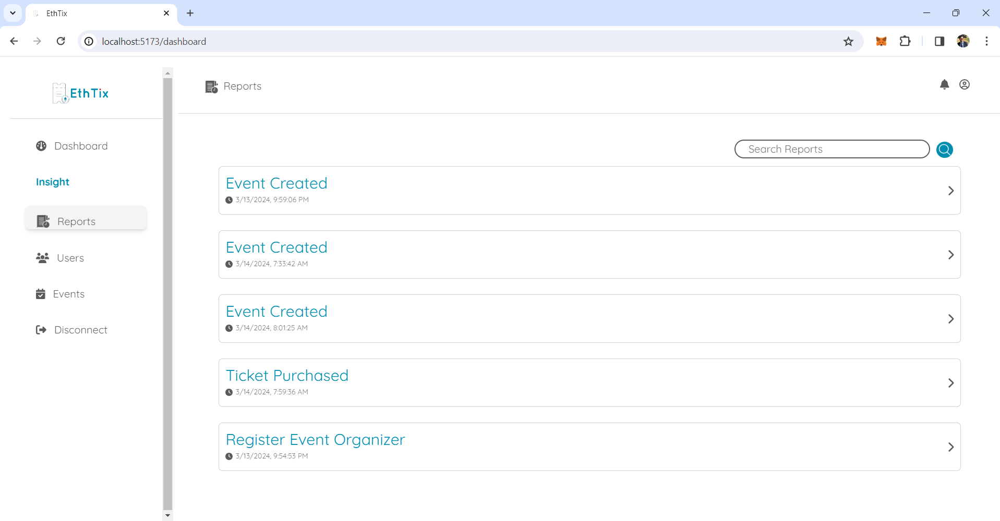 EthTix
localhost:5173/dashboard
EthTix
Dashboard
Insight
Reports
Users
Events
Disconnect
Reports
Search Reports
Event Created
3/13/2024, 9:59:06 PM
Event Created
3/14/2024, 7:33:42 AM
Event Created
3/14/2024, 8:01:25 AM
Ticket Purchased
3/14/2024, 7:59:36 AM
Register Event Organizer
3/13/2024, 9:54:53 PM